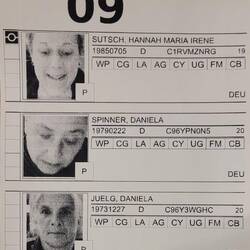 09
SUTSCH, HANNAH MARIA IRENE
19850705 D C1RVMZNRG 19
WP CG LA AG CY UG FM CB
P DEU
SPINNER, DANIELA
19790222 D C96YPN0N5 20
WP CG LA AG CY UG FM CB
P DEU
JUELG, DANIELA
19731227 D C96Y3WGHC 20
WP CG LA AG CY UG FM CB
P DEU